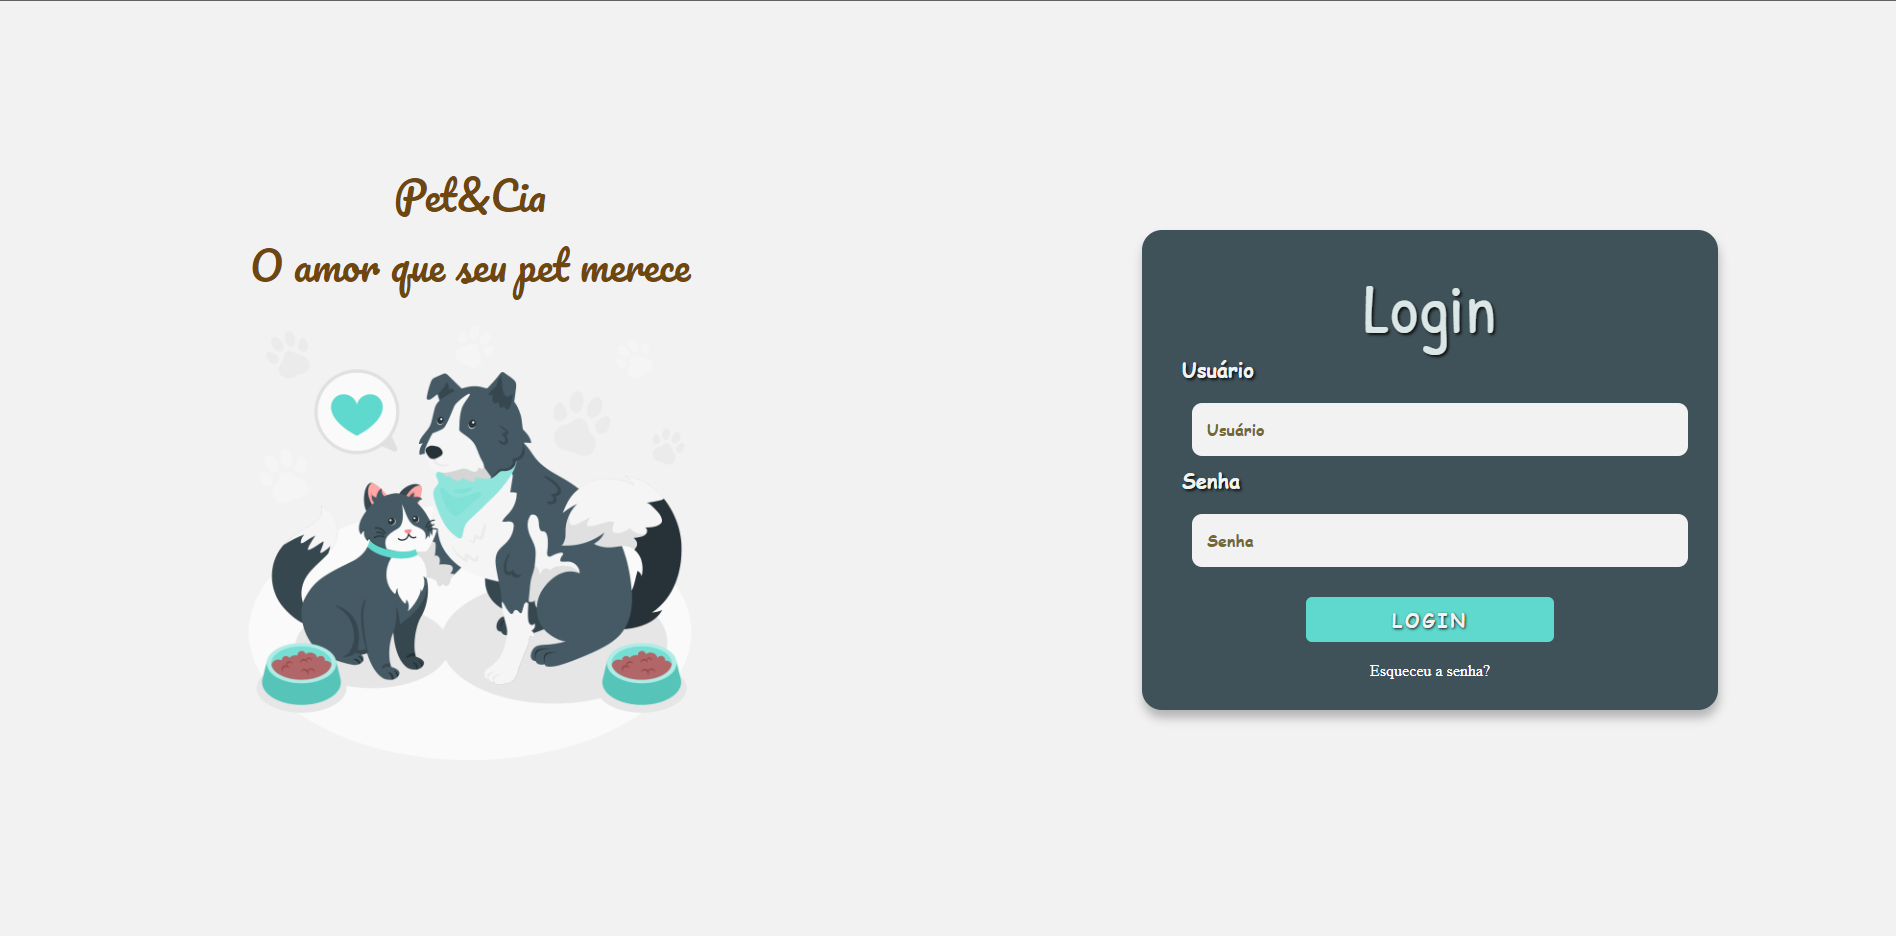 Pet&Cia
O amor que seu pet merece
Login
Usuário
Usuário
Senha
Senha
LOGIN
Esqueceu a senha?